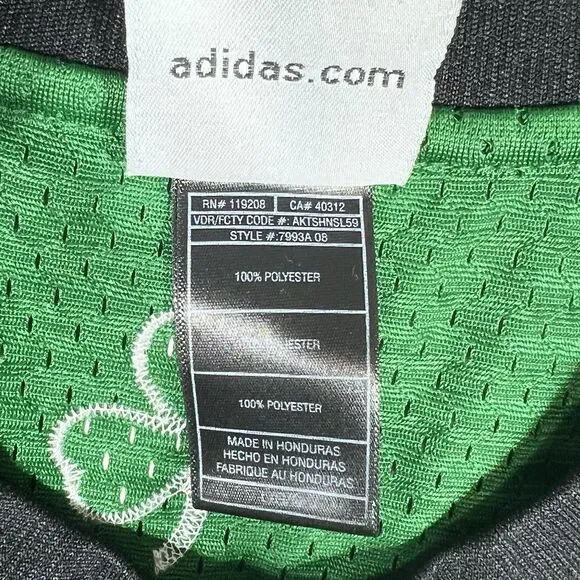 adidas.com
RN# 119208 CA# 40312
VDR/FCTY CODE #: AKTSHNSL59
STYLE #:7993A 08
100% POLYESTER
100% POLYESTER
MADE IN HONDURAS
HECHO EN HONDURAS
FABRIQUE AU HONDURAS